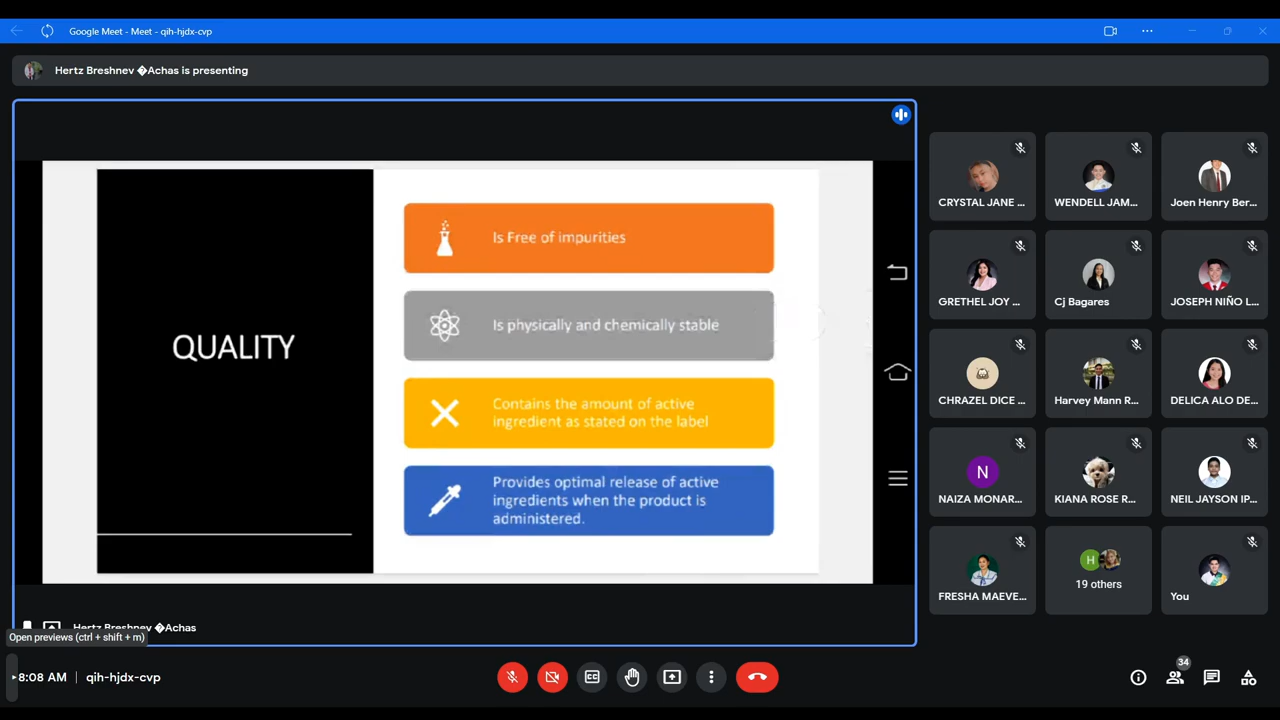 Google Meet - Meet - qih-hjdx-cvp
Hertz Breshnev �Achas is presenting
QUALITY
Is Free of impurities
Is physically and chemically stable
Contains the amount of active
ingredient as stated on the label
Provides optimal release of active
ingredients when the product is
administered.
CRYSTAL JANE ...
WENDELL JAM...
Joen Henry Ber...
GRETHEL JOY ...
Cj Bagares
JOSEPH NIÑO L...
CHRAZEL DICE ...
Harvey Mann R...
DELICA ALO DE...
N
NAIZA MONAR...
KIANA ROSE R...
NEIL JAYSON IP...
FRESHA MAEVE...
H
19 others
You
Hertz Breshnev �Achas
Open previews (ctrl + shift + m)
8:08 AM | qih-hjdx-cvp
CC
34